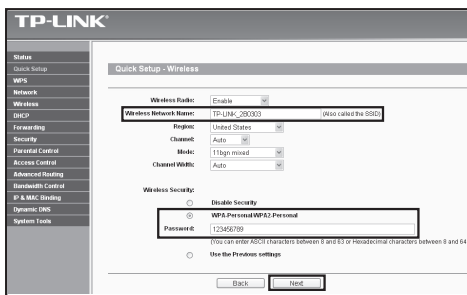 TP-LINK®
Status
Quick Setup
WPS
Network
Wireless
DHCP
Forwarding
Security
Parental Control
Access Control
Advanced Routing
Bandwidth Control
IP & MAC Binding
Dynamic DNS
System Tools
Quick Setup - Wireless
Wireless Radio: Enable
Wireless Network Name: TP-LINK_2B0303 (Also called the SSID)
Region: United States
Channel: Auto
Mode: 11bgn mixed
Channel Width: Auto
Wireless Security:
Disable Security
WPA-Personal/WPA2-Personal
Password: 123456789
(You can enter ASCII characters between 8 and 63 or Hexadecimal characters between 8 and 64
Use the Previous settings
Back Next